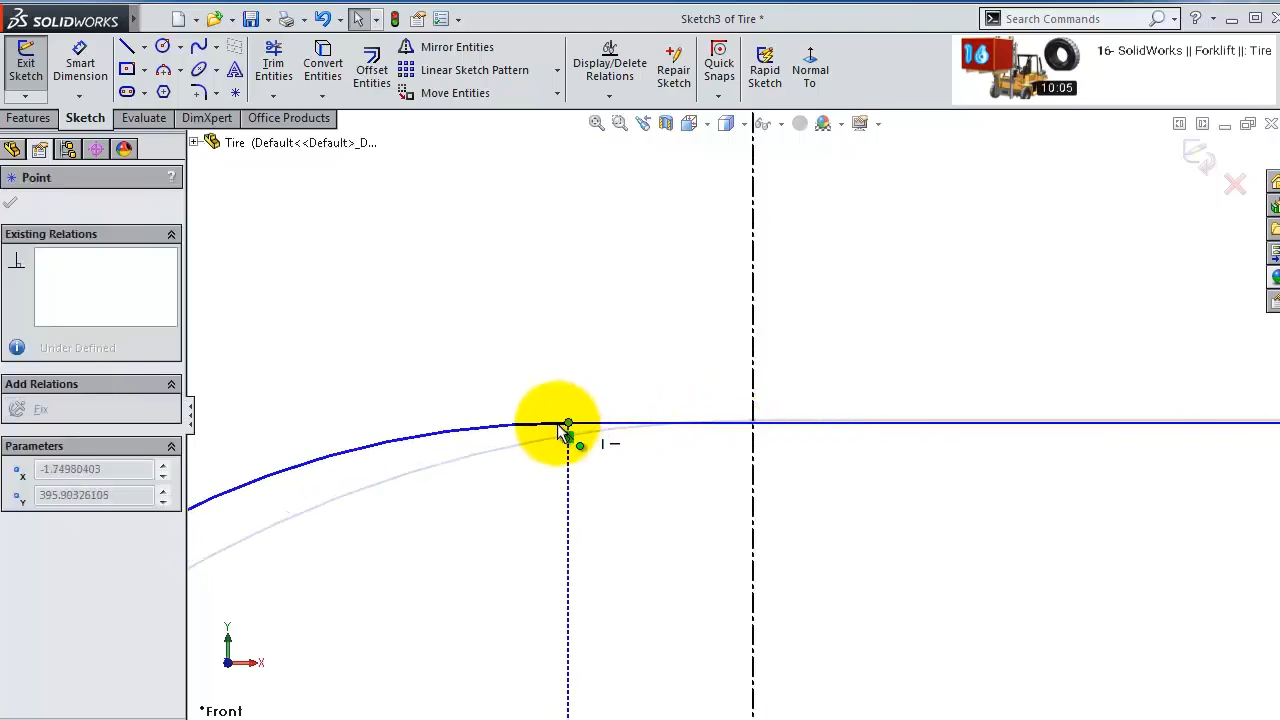 SOLIDWORKS
Sketch3 of Tire *
Search Commands
Exit Sketch
Smart Dimension
Trim Entities
Convert Entities
Offset Entities
Mirror Entities
Linear Sketch Pattern
Move Entities
Display/Delete Relations
Repair Sketch
Quick Snaps
Rapid Sketch
Normal To
16
10:05
16- SolidWorks || Forklift ||: Tire
Features
Sketch
Evaluate
DimXpert
Office Products
Tire (Default<<Default>_D...
Point
?
Existing Relations
Under Defined
Add Relations
Fix
Parameters
X -1.74980403
Y 395.90326105
Y
X
*Front